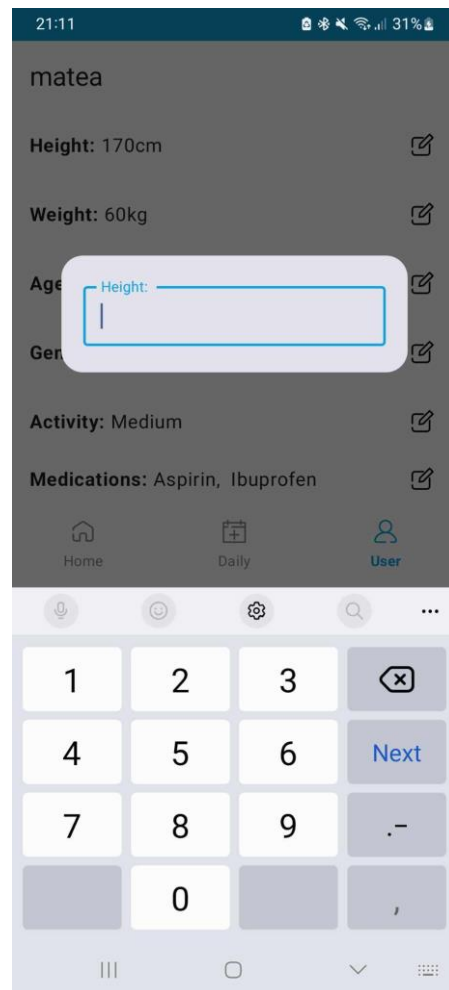 21:11 31%
matea
Height: 170cm
Weight: 60kg
Age
Height:
Gen
Activity: Medium
Medications: Aspirin, Ibuprofen
Home Daily User
1 2 3
4 5 6 Next
7 8 9 .-
0 ,